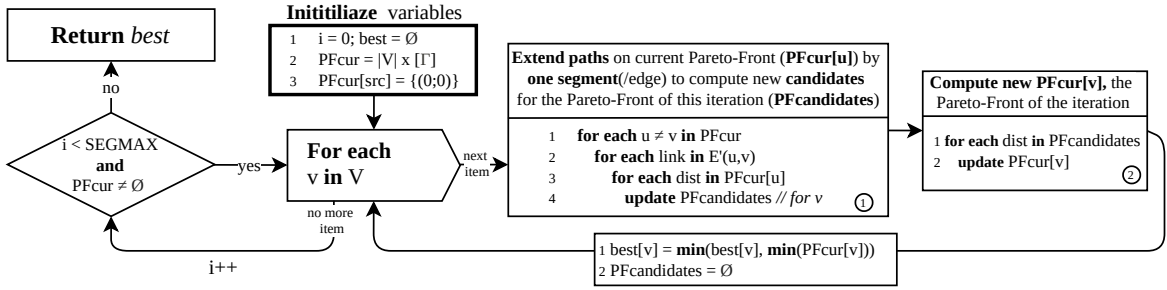 Inititiliaze variables
1 i = 0; best = Ø
2 PFcur = |V| x [Γ]
3 PFcur[src] = {(0;0)}
Return best
no
i < SEGMAX
and
PFcur ≠ Ø
yes
For each
v in V
next
item
no more
item
i++
Extend paths on current Pareto-Front (PFcur[u]) by
one segment(/edge) to compute new candidates
for the Pareto-Front of this iteration (PFcandidates)
1 for each u ≠ v in PFcur
2 for each link in E'(u,v)
3 for each dist in PFcur[u]
4 update PFcandidates // for v
1
Compute new PFcur[v], the
Pareto-Front of the iteration
1 for each dist in PFcandidates
2 update PFcur[v]
2
1 best[v] = min(best[v], min(PFcur[v]))
2 PFcandidates = Ø